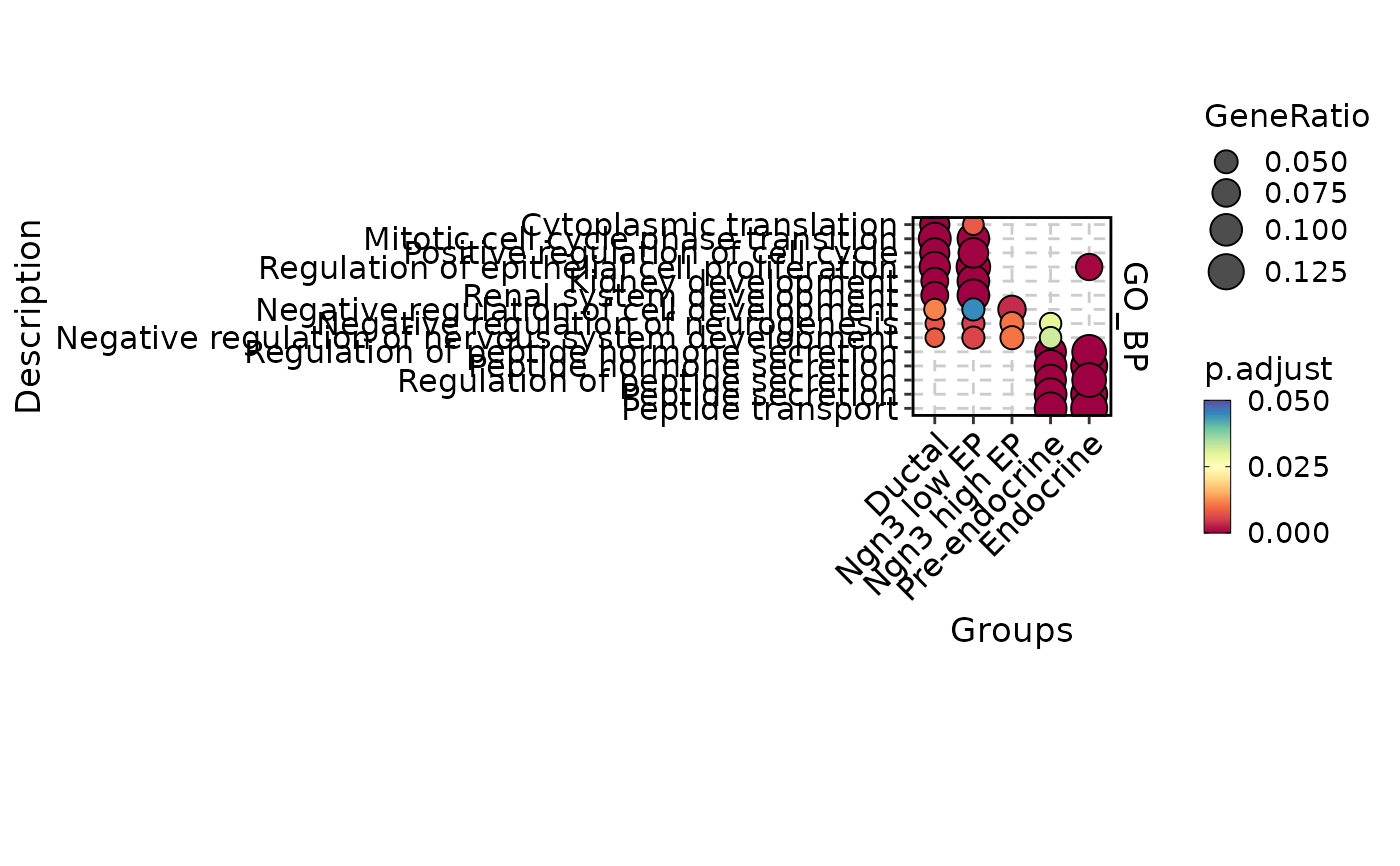 Description
Cytoplasmic translation
Mitotic cell cycle phase transition
Positive regulation of cell cycle
Regulation of epithelial cell proliferation
Kidney development
Renal system development
Negative regulation of cell development
Negative regulation of neurogenesis
Negative regulation of nervous system development
Regulation of peptide hormone secretion
Peptide hormone secretion
Regulation of peptide secretion
Peptide secretion
Peptide transport
GO_BP
Ductal
Ngn3 low EP
Ngn3 high EP
Pre-endocrine
Endocrine
Groups
GeneRatio
0.050
0.075
0.100
0.125
p.adjust
0.050
0.025
0.000